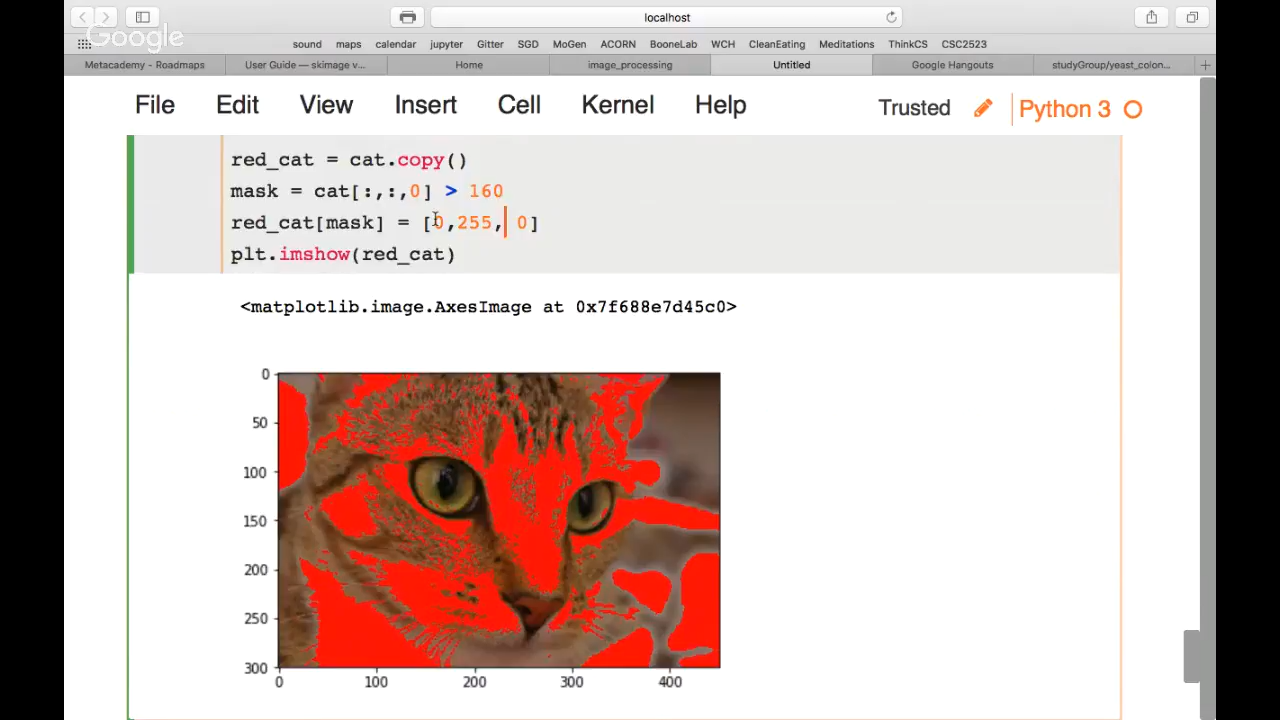 localhost
Google
sound maps calendar jupyter Gitter SGD MoGen ACORN BooneLab WCH CleanEating Meditations ThinkCS CSC2523
Metacademy - Roadmaps User Guide — skimage v... Home image_processing Untitled Google Hangouts studyGroup/yeast_colon...
File Edit View Insert Cell Kernel Help Trusted Python 3
red_cat = cat.copy()
mask = cat[:,:,0] > 160
red_cat[mask] = [0,255, 0]
plt.imshow(red_cat)
<matplotlib.image.AxesImage at 0x7f688e7d45c0>
0
50
100
150
200
250
300
0 100 200 300 400